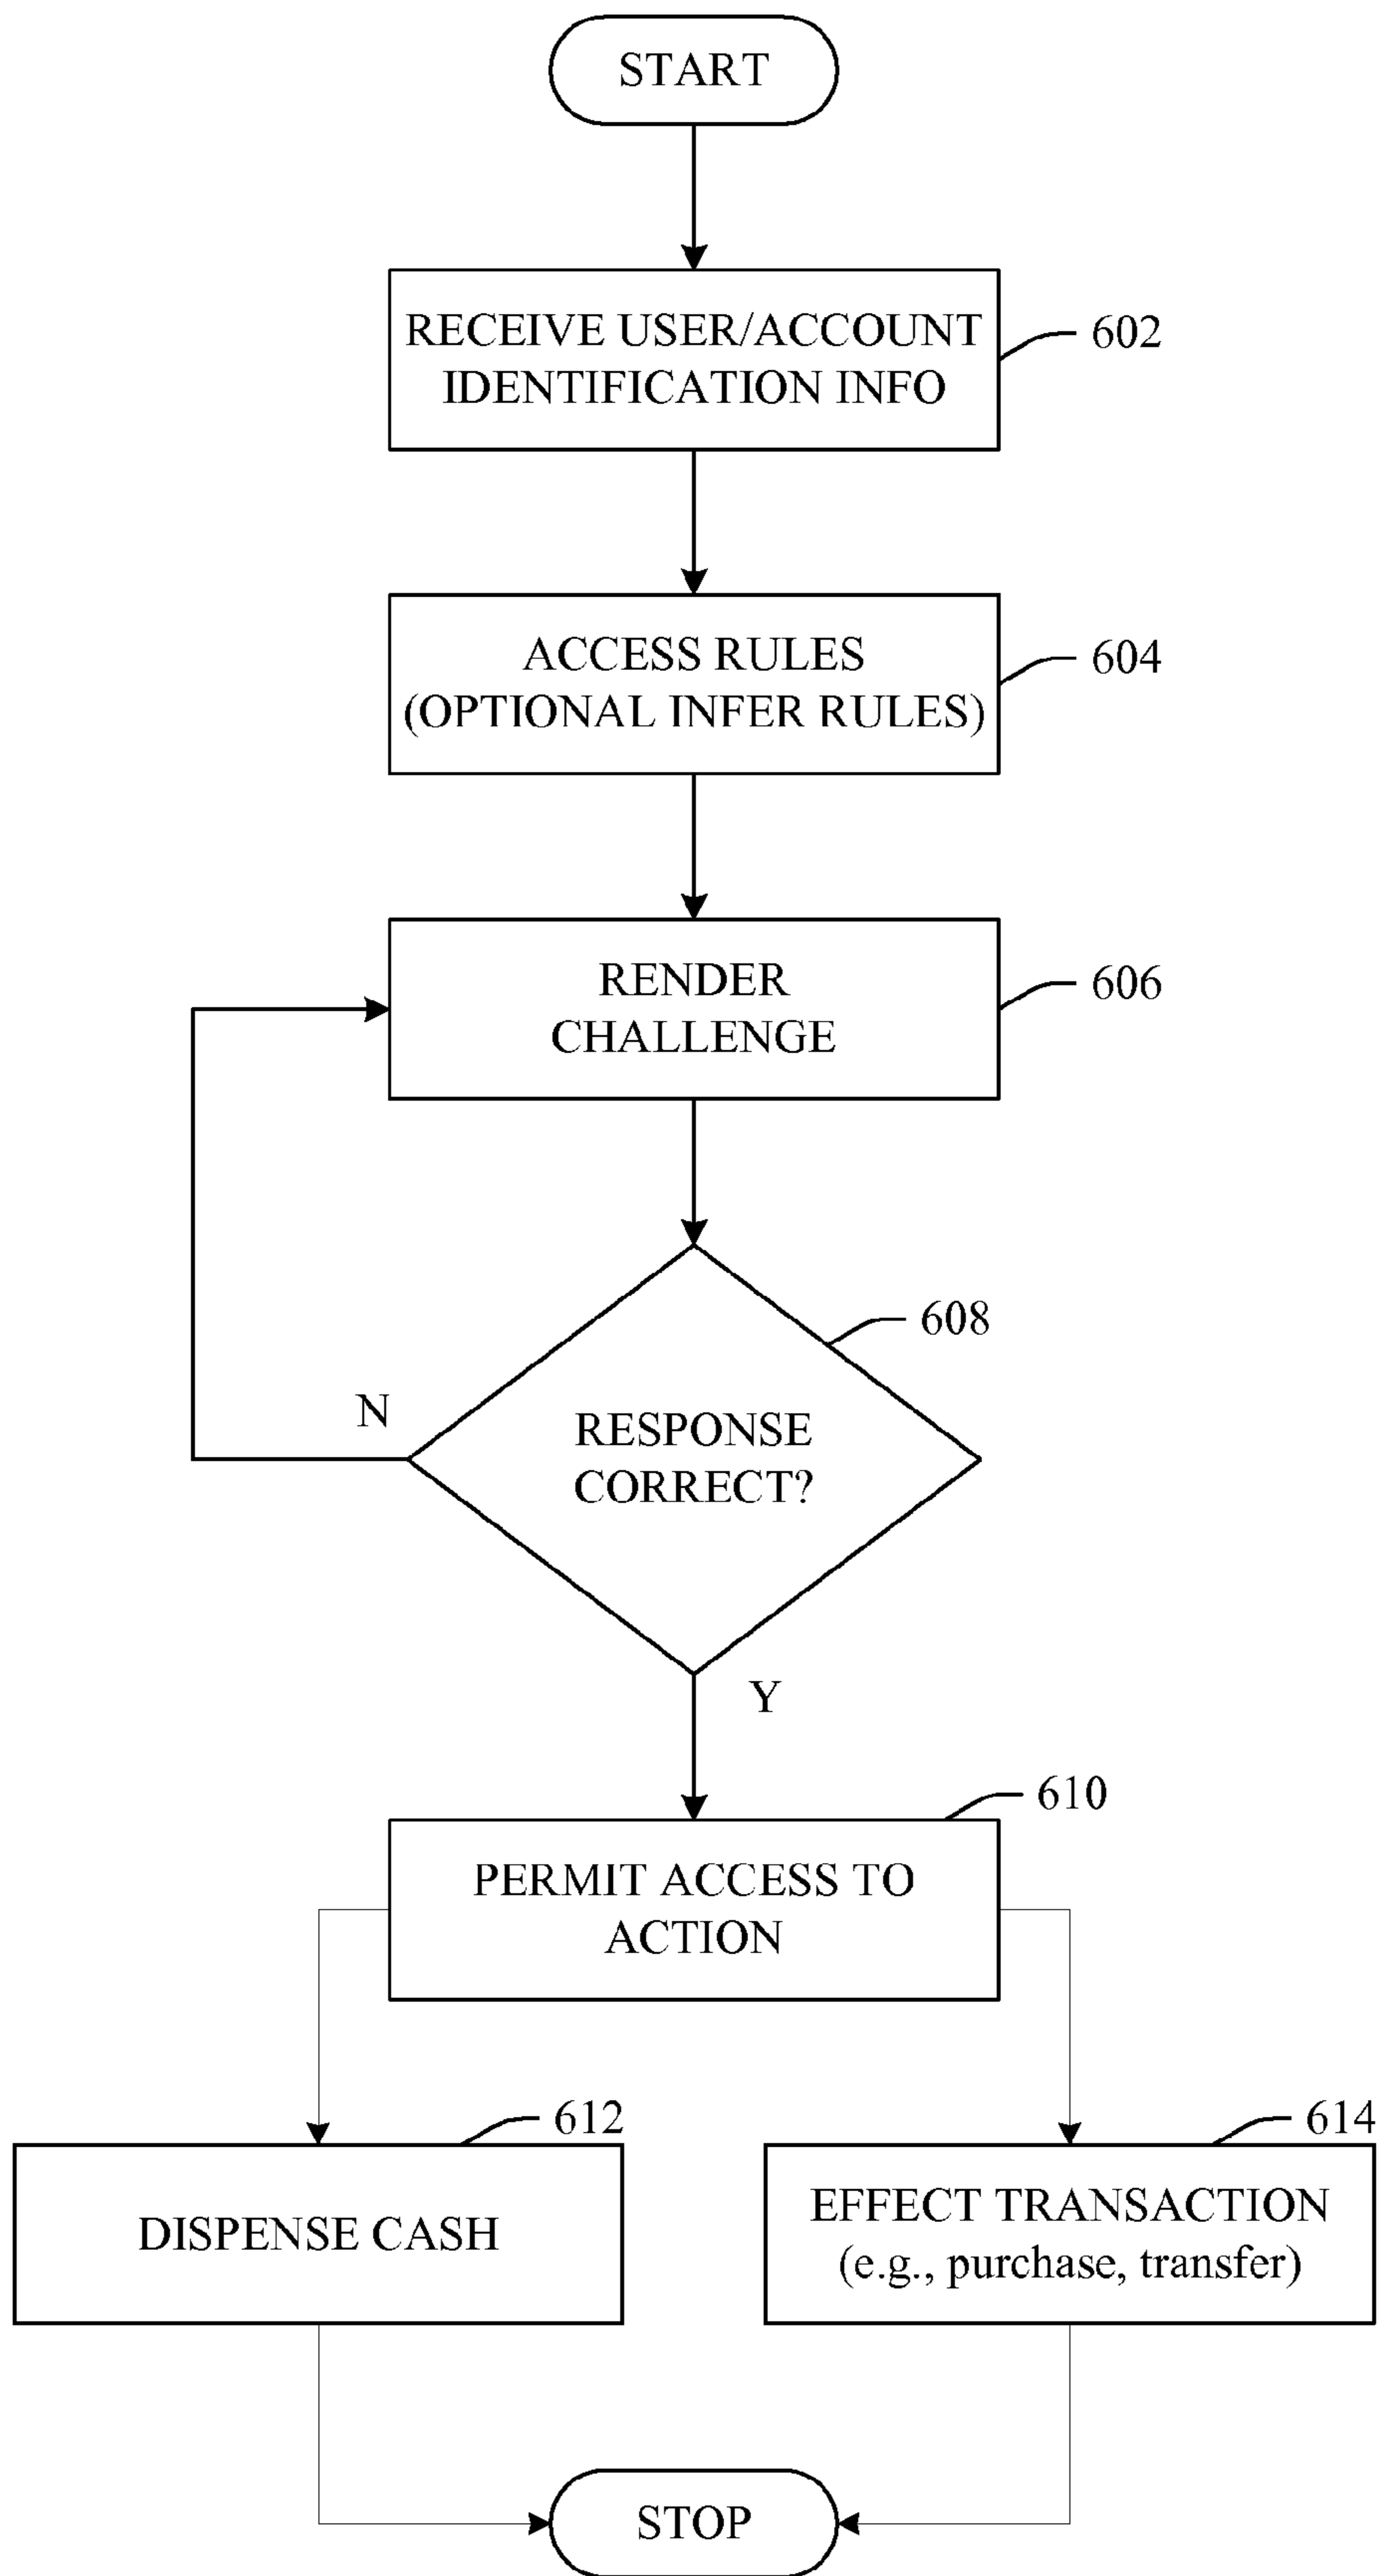 START
RECEIVE USER/ACCOUNT
IDENTIFICATION INFO
602
ACCESS RULES
(OPTIONAL INFER RULES)
604
RENDER
CHALLENGE
606
608
N
RESPONSE
CORRECT?
Y
610
PERMIT ACCESS TO
ACTION
612
DISPENSE CASH
614
EFFECT TRANSACTION
(e.g., purchase, transfer)
STOP